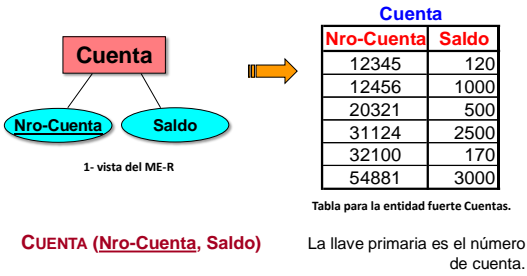 Cuenta
Nro-Cuenta
Saldo
1- vista del ME-R
Cuenta
Nro-Cuenta Saldo
12345 120
12456 1000
20321 500
31124 2500
32100 170
54881 3000
Tabla para la entidad fuerte Cuentas.
CUENTA (Nro-Cuenta, Saldo)
La llave primaria es el número
de cuenta.